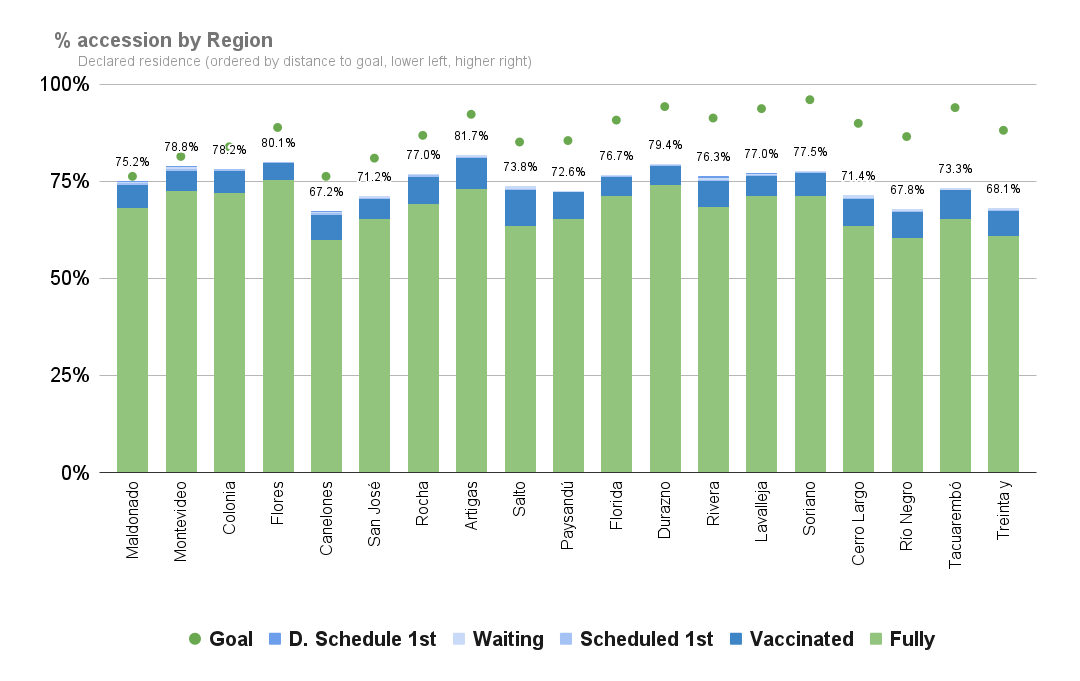 % accession by Region
Declared residence (ordered by distance to goal, lower left, higher right)
100%
75%
50%
25%
0%
75.2%
78.8%
78.2%
80.1%
67.2%
71.2%
77.0%
81.7%
73.8%
72.6%
76.7%
79.4%
76.3%
77.0%
77.5%
71.4%
67.8%
73.3%
68.1%
Maldonado
Montevideo
Colonia
Flores
Canelones
San José
Rocha
Artigas
Salto
Paysandú
Florida
Durazno
Rivera
Lavalleja
Soriano
Cerro Largo
Río Negro
Tacuarembó
Treinta y
Goal D. Schedule 1st Waiting Scheduled 1st Vaccinated Fully